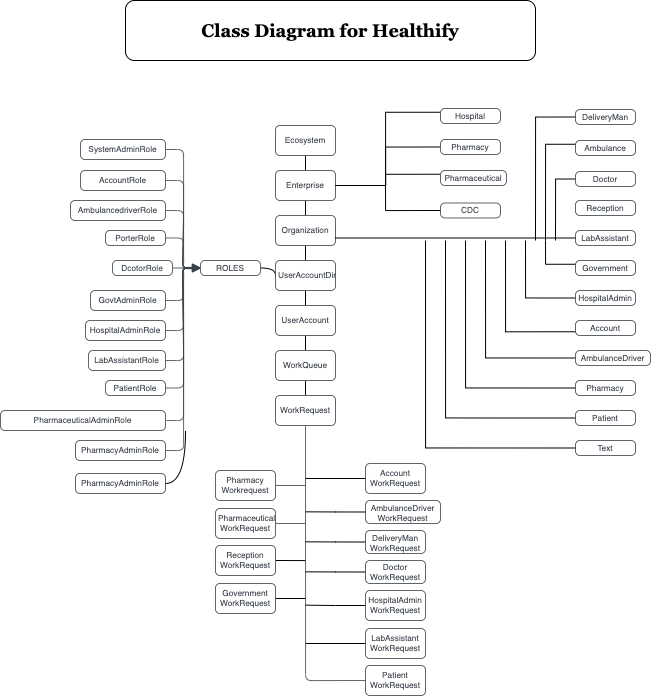 Class Diagram for Healthify
Ecosystem
Enterprise
Organization
UserAccountDir
UserAccount
WorkQueue
WorkRequest
ROLES
SystemAdminRole
AccountRole
AmbulancedriverRole
PorterRole
DcotorRole
GovtAdminRole
HospitalAdminRole
LabAssistantRole
PatientRole
PharmaceuticalAdminRole
PharmacyAdminRole
PharmacyAdminRole
Hospital
Pharmacy
Pharmaceutical
CDC
DeliveryMan
Ambulance
Doctor
Reception
LabAssistant
Government
HospitalAdmin
Account
AmbulanceDriver
Pharmacy
Patient
Text
Pharmacy
Workrequest
Pharmaceutical
WorkRequest
Reception
WorkRequest
Government
WorkRequest
Account
WorkRequest
AmbulanceDriver
WorkRequest
DeliveryMan
WorkRequest
Doctor
WorkRequest
HospitalAdmin
WorkRequest
LabAssistant
WorkRequest
Patient
WorkRequest